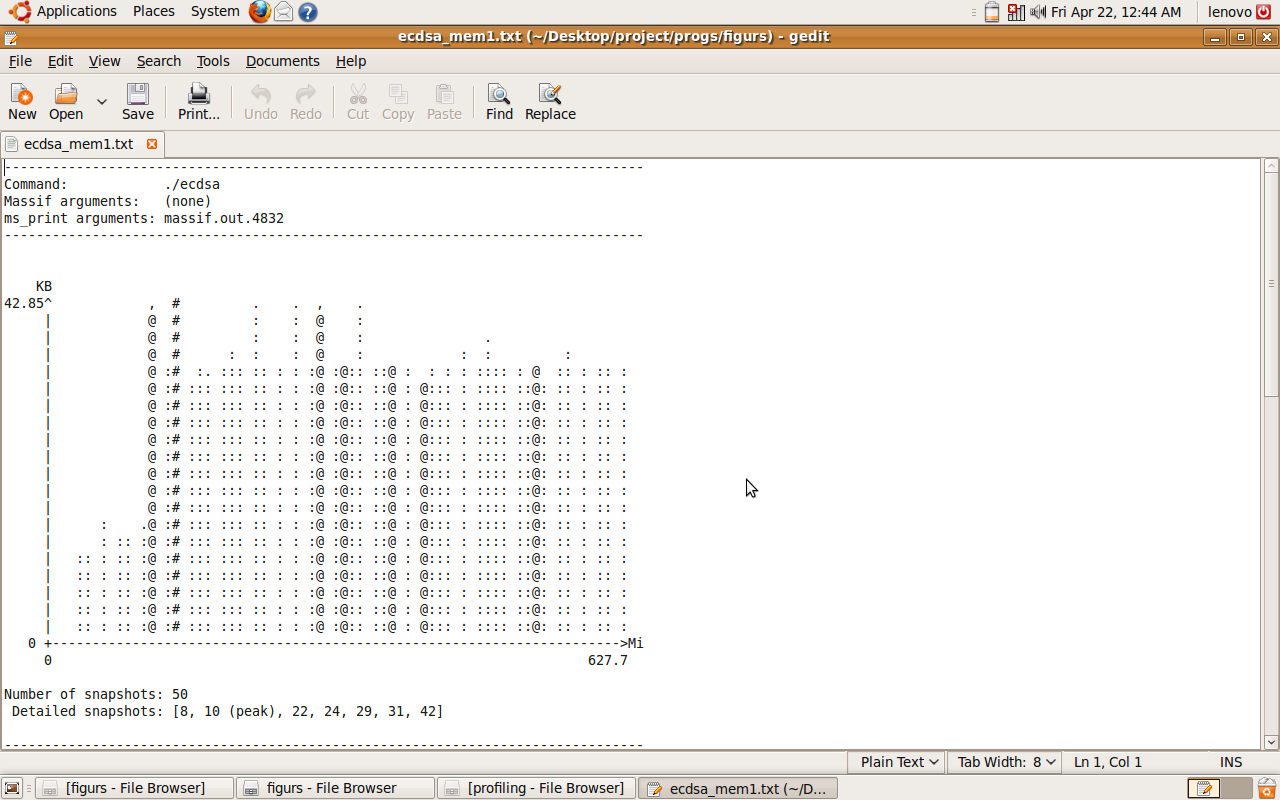 Applications Places System Fri Apr 22, 12:44 AM lenovo
ecdsa_mem1.txt (~/Desktop/project/progs/figurs) - gedit
File Edit View Search Tools Documents Help
New Open Save Print... Undo Redo Cut Copy Paste Find Replace
ecdsa_mem1.txt
--------------------------------------------------------------------------------
Command:            ./ecdsa
Massif arguments:   (none)
ms_print arguments: massif.out.4832
--------------------------------------------------------------------------------
    KB
42.85^            ,  #         .    .  ,    .
     |            @  #         :    :  @    :
     |            @  #         :    :  @    :               .
     |            @  #      :  :    :  @    :            :  :         :
     |            @ :#  :. ::: :: : : :@ :@:: ::@ :  : : : :::: : @  :: : :: :
     |            @ :# ::: ::: :: : : :@ :@:: ::@ : @::: : :::: ::@: :: : :: :
     |            @ :# ::: ::: :: : : :@ :@:: ::@ : @::: : :::: ::@: :: : :: :
     |            @ :# ::: ::: :: : : :@ :@:: ::@ : @::: : :::: ::@: :: : :: :
     |            @ :# ::: ::: :: : : :@ :@:: ::@ : @::: : :::: ::@: :: : :: :
     |            @ :# ::: ::: :: : : :@ :@:: ::@ : @::: : :::: ::@: :: : :: :
     |            @ :# ::: ::: :: : : :@ :@:: ::@ : @::: : :::: ::@: :: : :: :
     |            @ :# ::: ::: :: : : :@ :@:: ::@ : @::: : :::: ::@: :: : :: :
     |            @ :# ::: ::: :: : : :@ :@:: ::@ : @::: : :::: ::@: :: : :: :
     |      :    .@ :# ::: ::: :: : : :@ :@:: ::@ : @::: : :::: ::@: :: : :: :
     |      : :: :@ :# ::: ::: :: : : :@ :@:: ::@ : @::: : :::: ::@: :: : :: :
     |   :: : :: :@ :# ::: ::: :: : : :@ :@:: ::@ : @::: : :::: ::@: :: : :: :
     |   :: : :: :@ :# ::: ::: :: : : :@ :@:: ::@ : @::: : :::: ::@: :: : :: :
     |   :: : :: :@ :# ::: ::: :: : : :@ :@:: ::@ : @::: : :::: ::@: :: : :: :
     |   :: : :: :@ :# ::: ::: :: : : :@ :@:: ::@ : @::: : :::: ::@: :: : :: :
     |   :: : :: :@ :# ::: ::: :: : : :@ :@:: ::@ : @::: : :::: ::@: :: : :: :
   0 +----------------------------------------------------------------------->Mi
     0                                                                   627.7
Number of snapshots: 50
 Detailed snapshots: [8, 10 (peak), 22, 24, 29, 31, 42]
--------------------------------------------------------------------------------
Plain Text Tab Width: 8 Ln 1, Col 1 INS
[figurs - File Browser] figurs - File Browser [profiling - File Browser] ecdsa_mem1.txt (~/D...